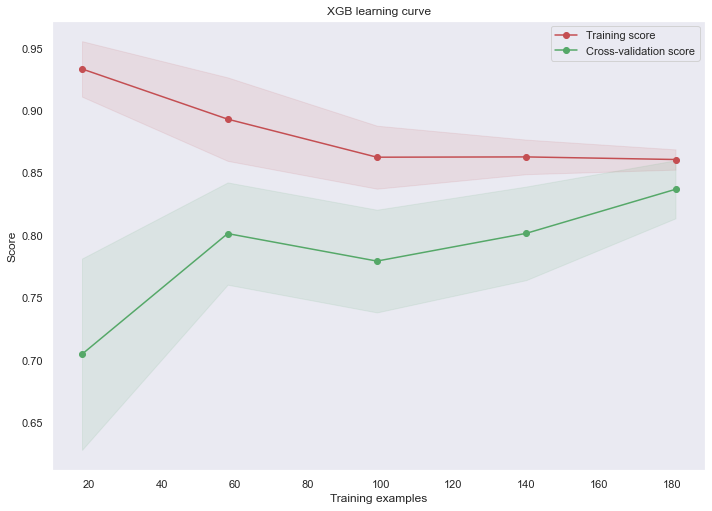 XGB learning curve
Training score
Cross-validation score
0.95
0.90
0.85
0.80
0.75
0.70
0.65
Score
20 40 60 80 100 120 140 160 180
Training examples